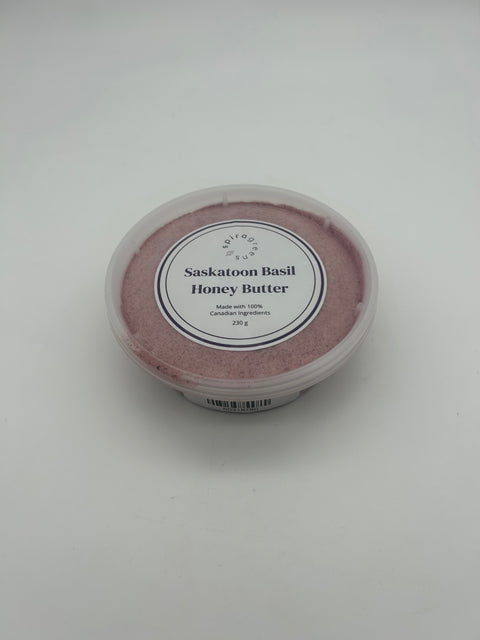 spiragreens
Saskatoon Basil
Honey Butter
Made with 100%
Canadian Ingredients
230 g